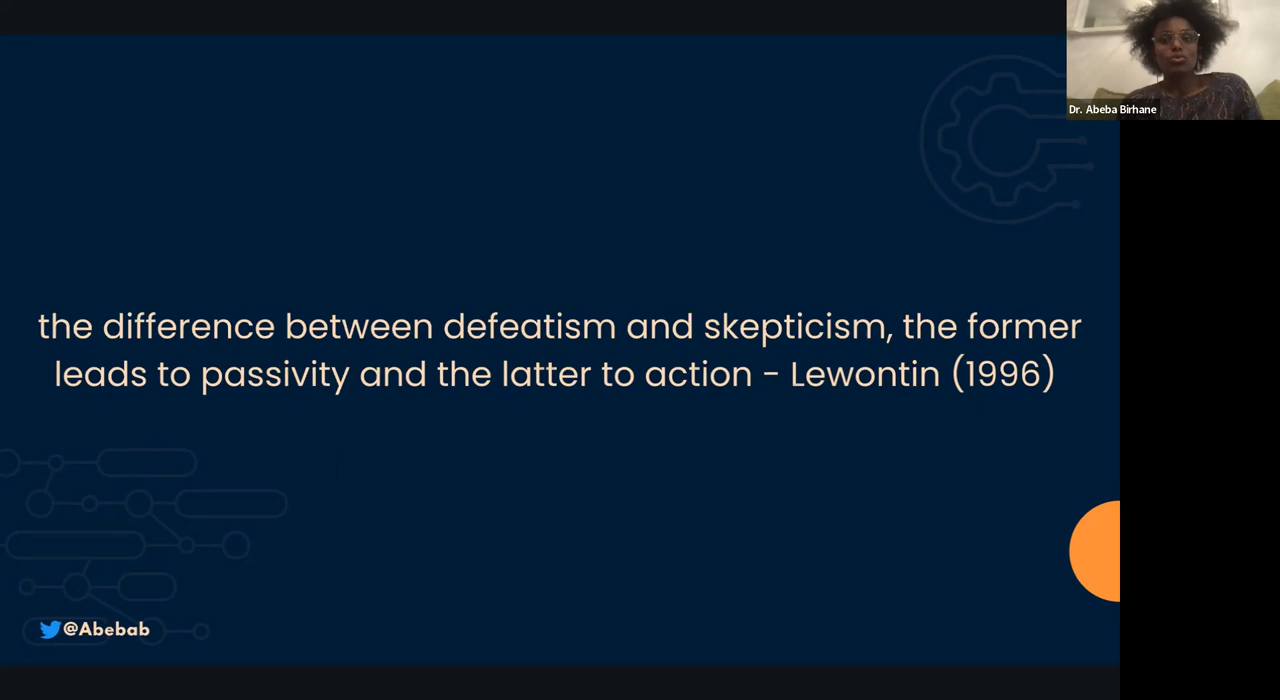 Dr. Abeba Birhane
the difference between defeatism and skepticism, the former
leads to passivity and the latter to action - Lewontin (1996)
@Abebab